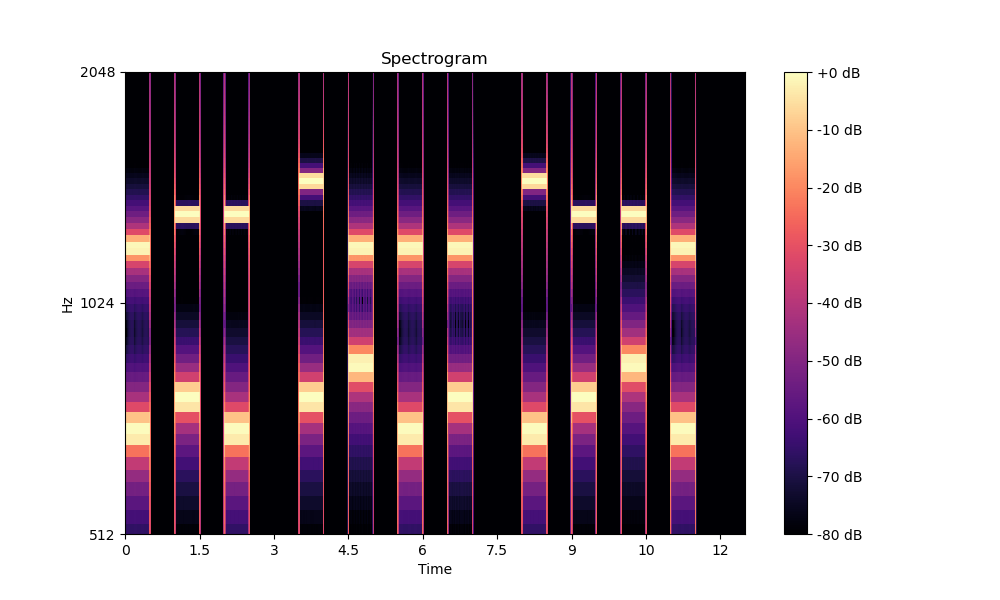 Spectrogram
2048
1024
512
Hz
0 1.5 3 4.5 6 7.5 9 10 12
Time
+0 dB
-10 dB
-20 dB
-30 dB
-40 dB
-50 dB
-60 dB
-70 dB
-80 dB